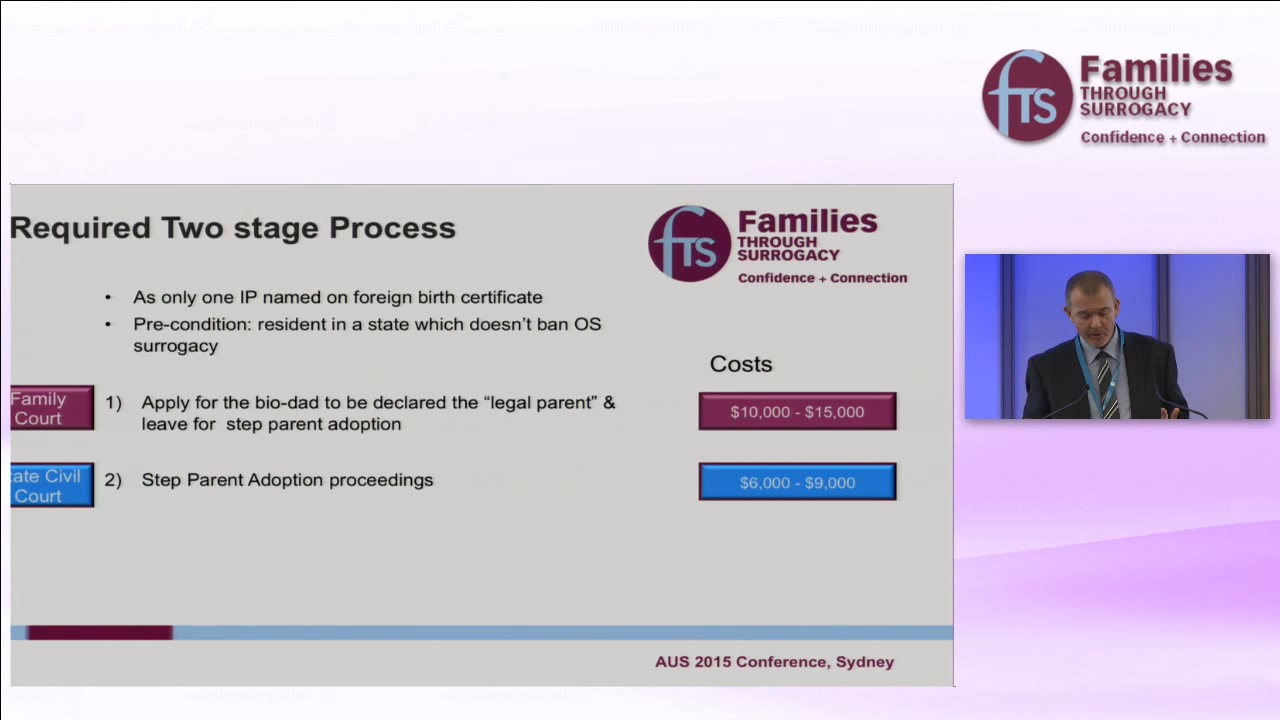 fTS
Families
THROUGH
SURROGACY
Confidence + Connection
Required Two stage Process
fTS
Families
THROUGH
SURROGACY
Confidence + Connection
• As only one IP named on foreign birth certificate
• Pre-condition: resident in a state which doesn't ban OS
surrogacy
Costs
Family
Court
1) Apply for the bio-dad to be declared the “legal parent” &
leave for step parent adoption
$10,000 - $15,000
ate Civil
Court
2) Step Parent Adoption proceedings
$6,000 - $9,000
AUS 2015 Conference, Sydney